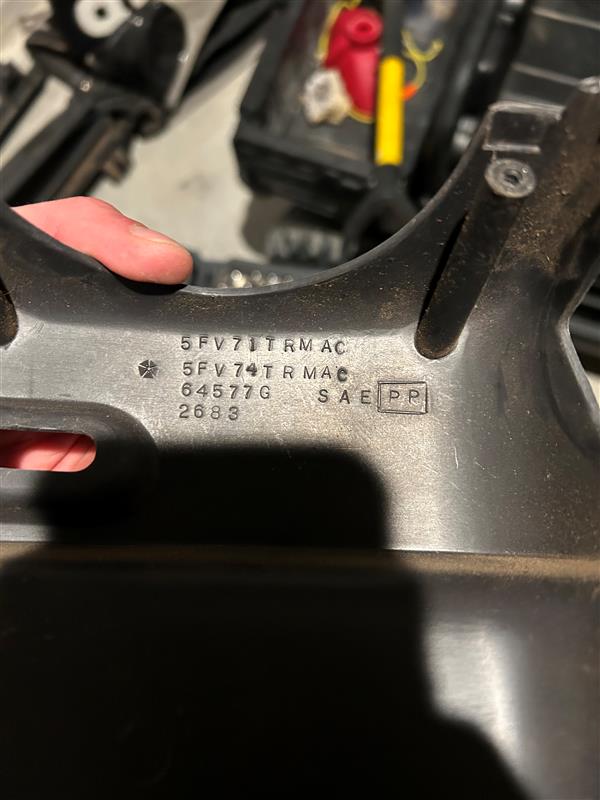 5FV71TRMAC
5FV74TRMAC
64577G SAE PP
2683